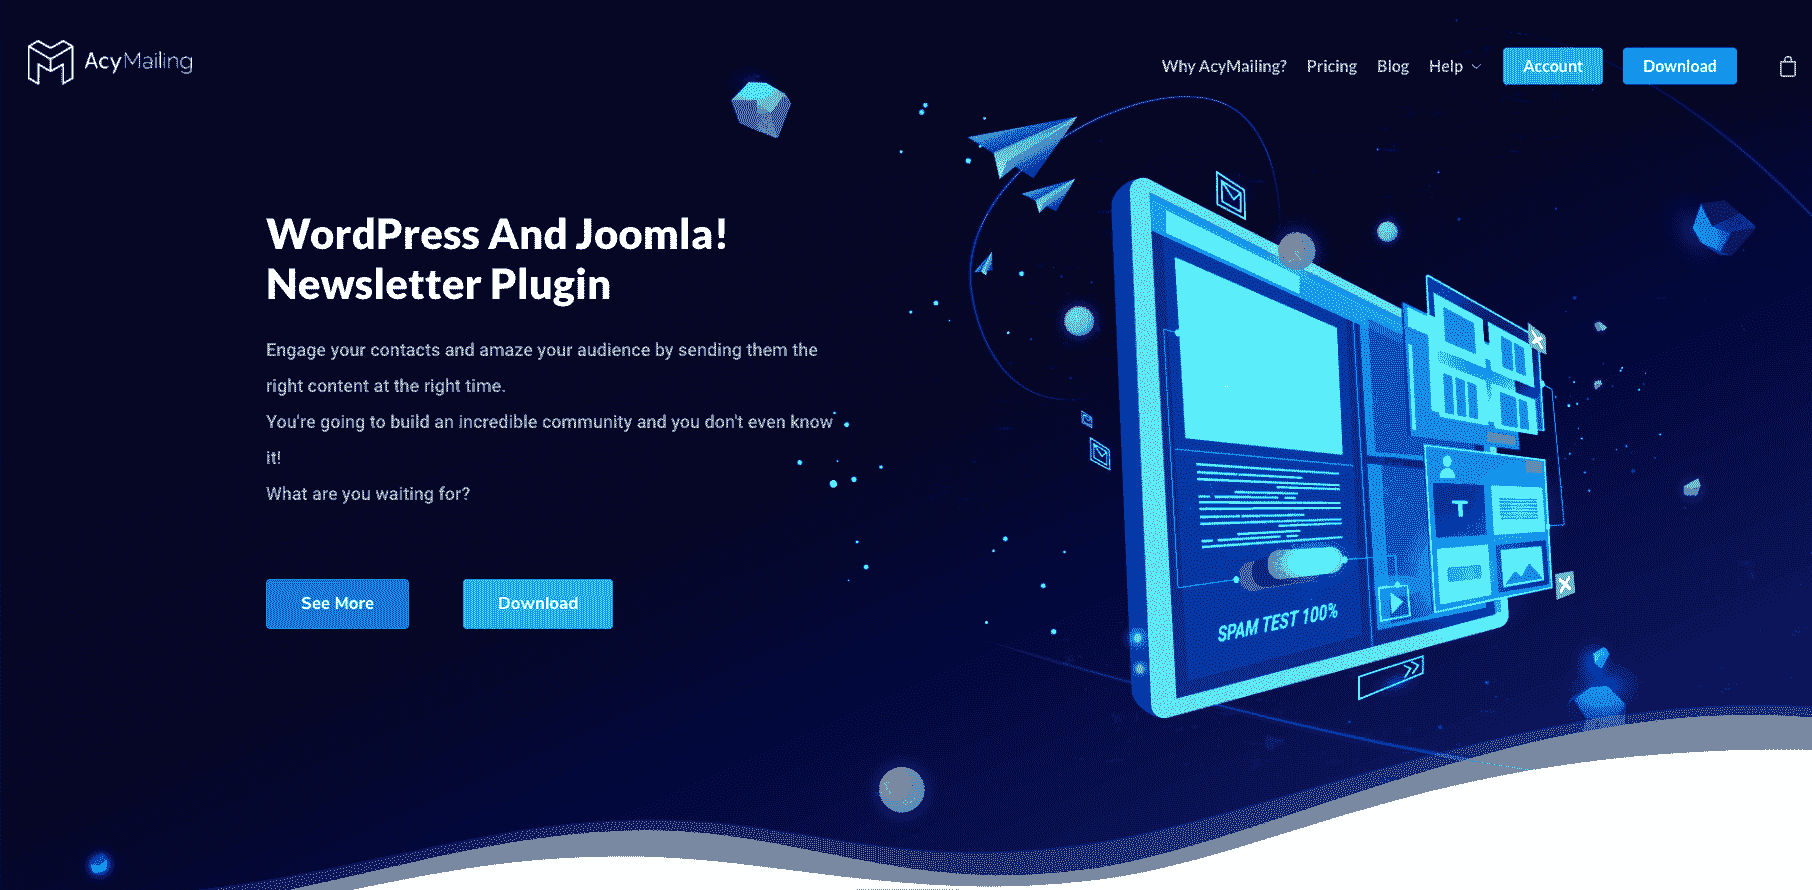 AcyMailing
Why AcyMailing? Pricing Blog Help Account Download
WordPress And Joomla!
Newsletter Plugin
Engage your contacts and amaze your audience by sending them the
right content at the right time.
You're going to build an incredible community and you don't even know
it!
What are you waiting for?
See More Download
T
SPAM TEST 100%